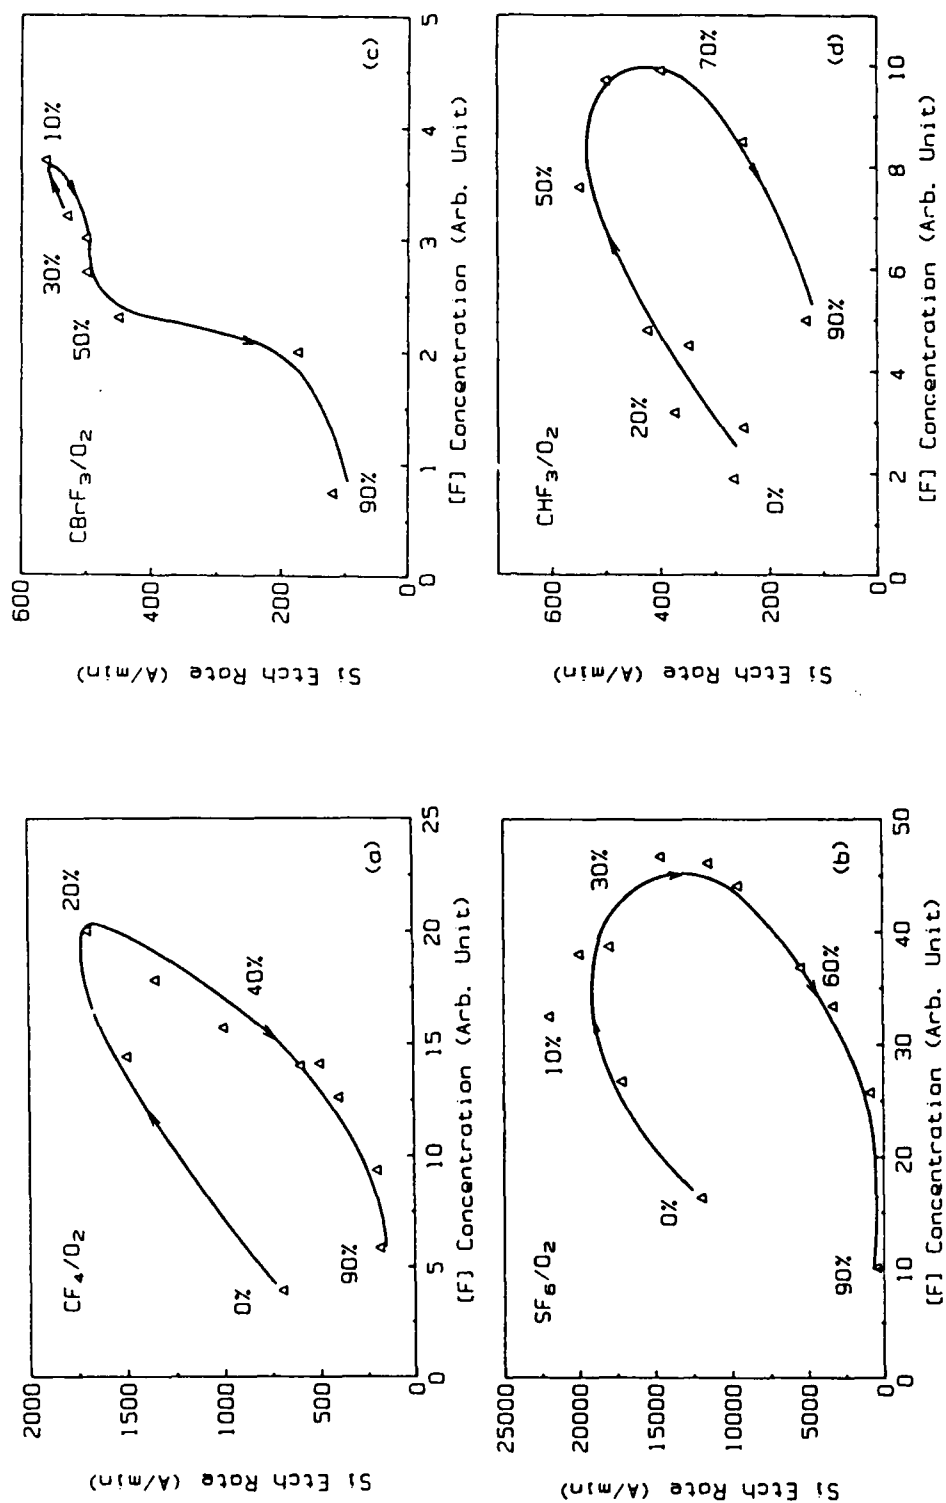 2000
1500
1000
500
0
Si Etch Rate (A/min)
CF4/O2
0%
20%
40%
90%
(a)
0 5 10 15 20 25
[F] Concentration (Arb. Unit)
600
400
200
0
Si Etch Rate (A/min)
CBrF3/O2
10%
30%
50%
90%
(c)
0 1 2 3 4 5
[F] Concentration (Arb. Unit)
25000
20000
15000
10000
5000
0
Si Etch Rate (A/min)
SF6/O2
0%
10%
30%
60%
90%
(b)
0 10 20 30 40 50
[F] Concentration (Arb. Unit)
600
400
200
0
Si Etch Rate (A/min)
CHF3/O2
0%
20%
50%
70%
90%
(d)
0 2 4 6 8 10
[F] Concentration (Arb. Unit)